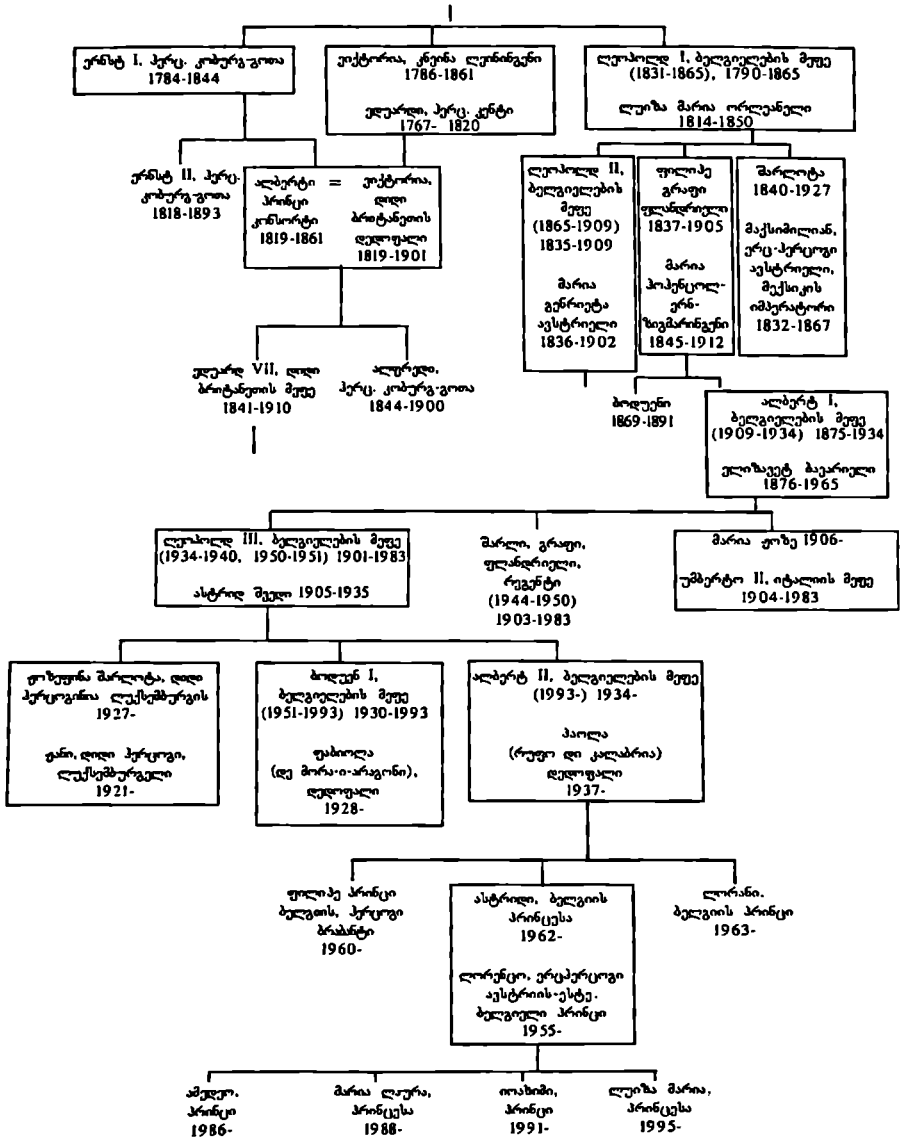 ერნსტ I, ჰერც. კობურგ-გოთა
1784-1844
ვიქტორია, კნეინა ლეინინგენი
1786-1861
ედუარდი, ჰერც. კენტი
1767- 1820
ლეოპოლდ I, ბელგიელების მეფე
(1831-1865), 1790-1865
ლუიზა მარია ორლეანელი
1814-1850
ერნსტ II, ჰერც.
კობურგ-გოთა
1818-1893
ალბერტი
პრინცი
კონსორტი
1819-1861
=
ვიქტორია,
დიდი
ბრიტანეთის
დედოფალი
1819-1901
ლეოპოლდ II,
ბელგიელების
მეფე
(1865-1909)
1835-1909
მარია
გენრიეტა
ავსტრიელი
1836-1902
ფილიპე
გრაფი
ფლანდრიელი
1837-1905
მარია
ჰოჰენცოლ-
ერნ-
ზიგმარინგენი
1845-1912
შარლოტა
1840-1927
მაქსიმილიან,
ერც-ჰერცოგი
ავსტრიელი,
მექსიკის
იმპერატორი
1832-1867
ედუარდ VII, დიდი
ბრიტანეთის მეფე
1841-1910
ალფრედი,
ჰერც. კობურგ-გოთა
1844-1900
ბოდუენი
1869-1891
ალბერტ I,
ბელგიელების მეფე
(1909-1934) 1875-1934
ელიზავეტ ბავარიელი
1876-1965
ლეოპოლდ III, ბელგიელების მეფე
(1934-1940, 1950-1951) 1901-1983
ასტრიდ შვედი 1905-1935
შარლი, გრაფი,
ფლანდრიელი,
რეგენტი
(1944-1950)
1903-1983
მარია ჟოზე 1906-
უმბერტო II, იტალიის მეფე
1904-1983
ჟოზეფინა შარლოტა, დიდი
ჰერცოგინია ლუქსემბურგის
1927-
ჟანი, დიდი ჰერცოგი,
ლუქსემბურგელი
1921-
ბოდუენ I,
ბელგიელების მეფე
(1951-1993) 1930-1993
ფაბიოლა
(დე მორა-ი-არაგონი),
დედოფალი
1928-
ალბერტ II, ბელგიელების მეფე
(1993-) 1934-
პაოლა
(რუფო დი კალაბრია)
დედოფალი
1937-
ფილიპე პრინცი
ბელგთის, ჰერცოგი
ბრაბანტი
1960-
ასტრიდი, ბელგიის
პრინცესა
1962-
ლორენცო, ერცჰერცოგი
ავსტრიის-ესტე.
ბელგიელი პრინცი
1955-
ლორანი.
ბელგიის პრინცი
1963-
ამედეო,
პრინცი
1986-
მარია ლაურა,
პრინცესა
1988-
იოახიმი,
პრინცი
1991-
ლუიზა მარია,
პრინცესა
1995-